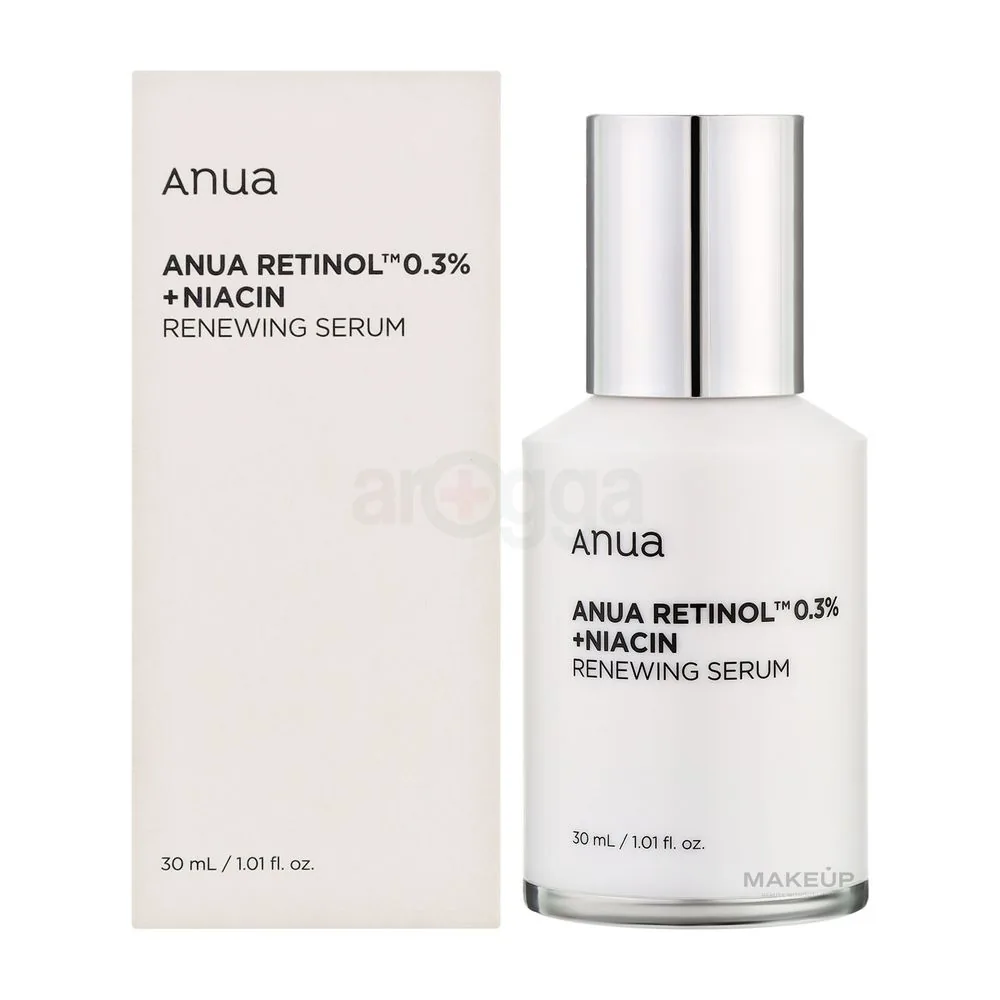 Anua
ANUA RETINOL™ 0.3%
+NIACIN
RENEWING SERUM
30 mL / 1.01 fl. oz.
arogga
Anua
ANUA RETINOL™ 0.3%
+NIACIN
RENEWING SERUM
30 mL / 1.01 fl. oz.
MAKEUP